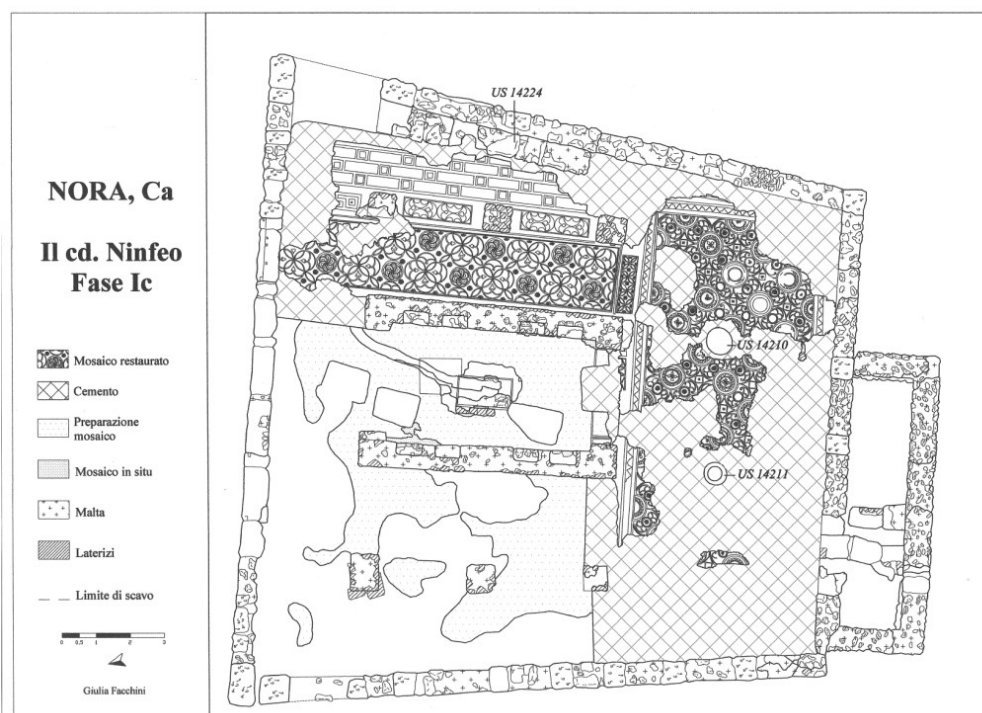 NORA, Ca
Il cd. Ninfeo
Fase Ic
Mosaico restaurato
Cemento
Preparazione
mosaico
Mosaico in situ
Malta
Laterizi
Limite di scavo
0 0,5 1 2 3
Giulia Facchini
US 14224
US 14210
US 14211